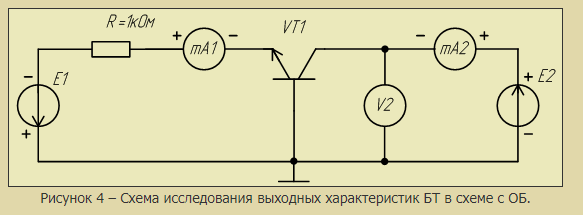 R=1кОм
VT1
+ mA1 -
- mA2 +
- E1 +
V2
+ E2 -
Рисунок 4 – Схема исследования выходных характеристик БТ в схеме с ОБ.